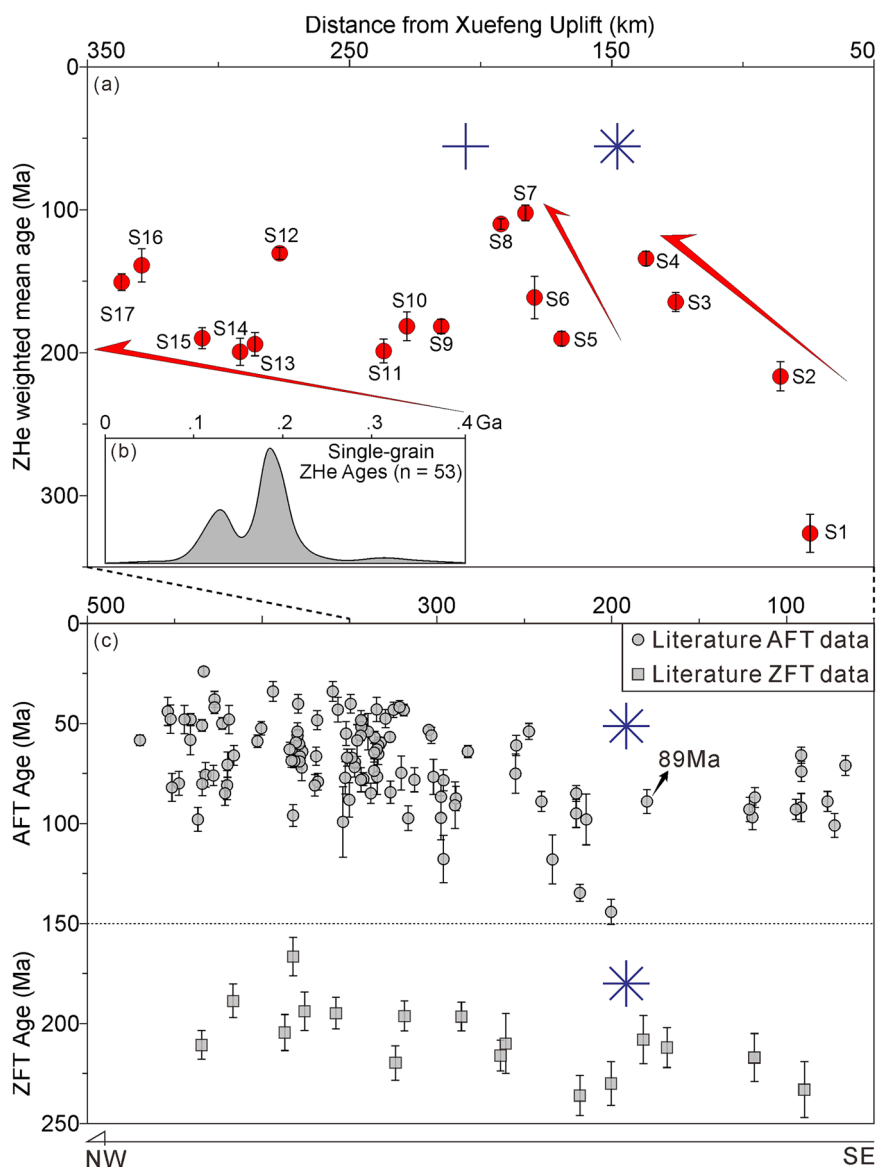 Distance from Xuefeng Uplift (km)
350 250 150 50
(a)
ZHe weighted mean age (Ma)
0
100
200
300
S7
S8
S12
S16
S4
S17
S6
S3
S10
S14
S15
S5
S9
S13
S11
S2
0 .1 .2 .3 .4 Ga
(b)
Single-grain
ZHe Ages (n = 53)
S1
500 300 200 100
(c)
Literature AFT data
Literature ZFT data
AFT Age (Ma)
0
50
100
150
89Ma
ZFT Age (Ma)
200
250
NW SE